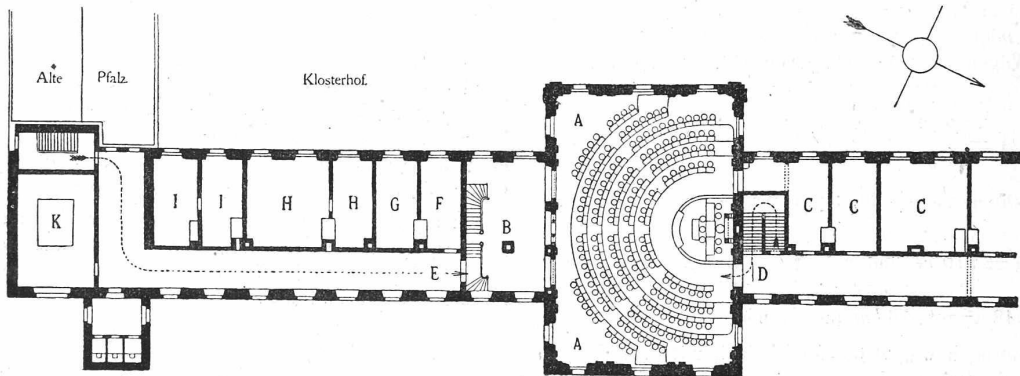 Alte Pfalz
Klosterhof.
A
I I H H G F B C C C
K
E D
A